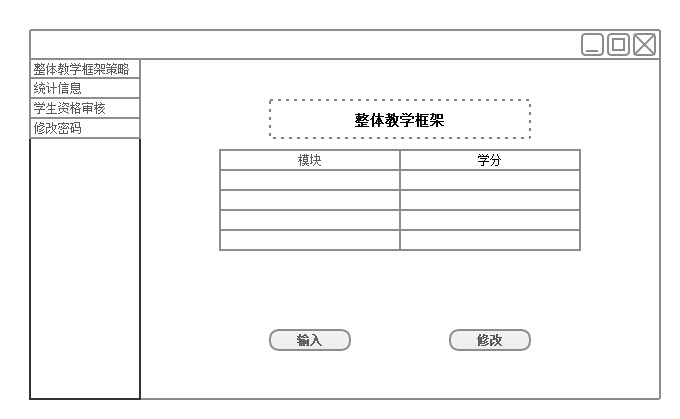 整体教学框架策略
统计信息
学生资格审核
修改密码
整体教学框架
模块 学分
输入 修改